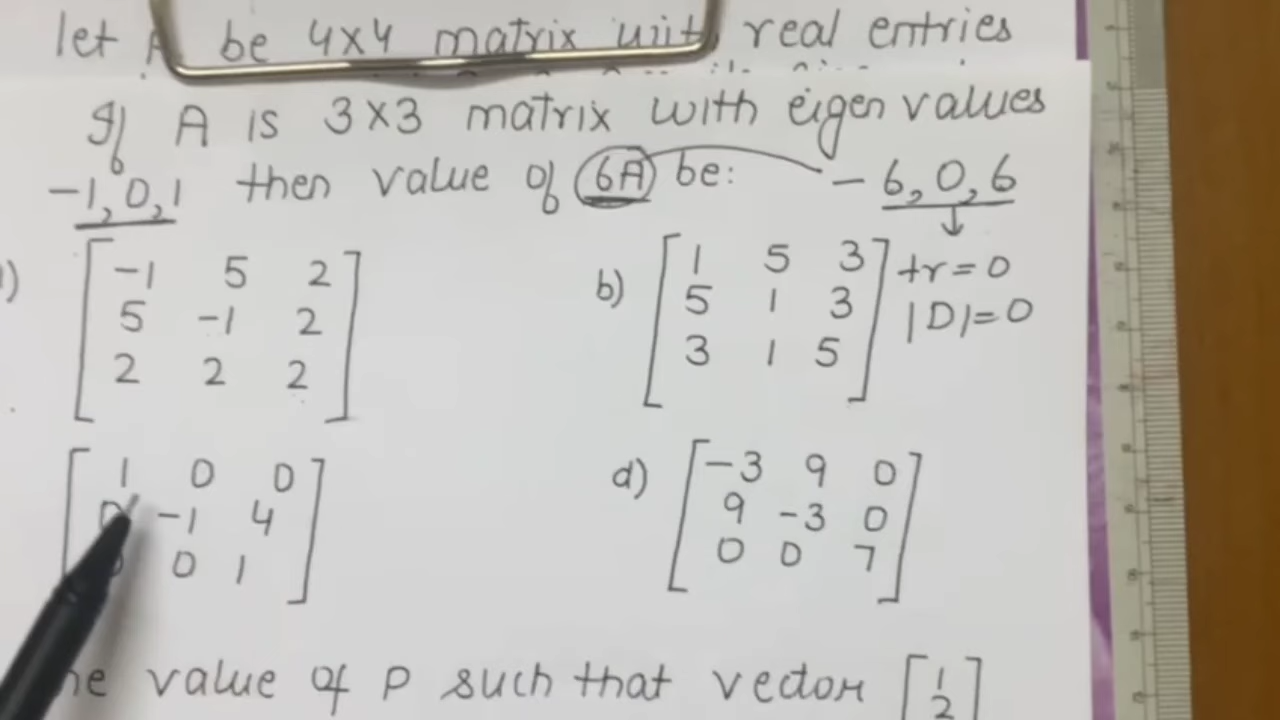 let be 4x4 matrix with real entries
If A is 3x3 matrix with eigen values
-1, 0, 1 then value of 6A be: - 6, 0, 6
) [ -1 5 2 b) [ 1 5 3 tr = 0
5 -1 2 5 1 3 |D| = 0
2 2 2 ] 3 1 5 ]
[ 1 0 0 d) [ -3 9 0
-1 4 9 -3 0
0 1 ] 0 0 7 ]
value of P such that vector [ 1
2 ]